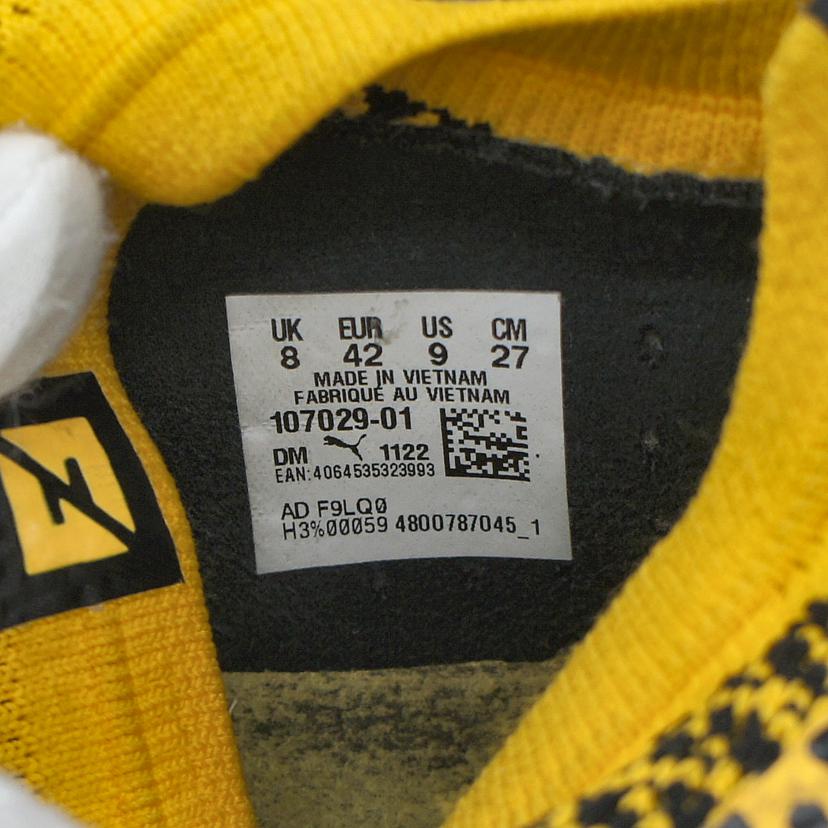 UK EUR US CM
8 42 9 27
MADE IN VIETNAM
FABRIQUE AU VIETNAM
107029-01
DM 1122
EAN:4064535323993
AD F9LQ0
H3%00059 4800787045_1